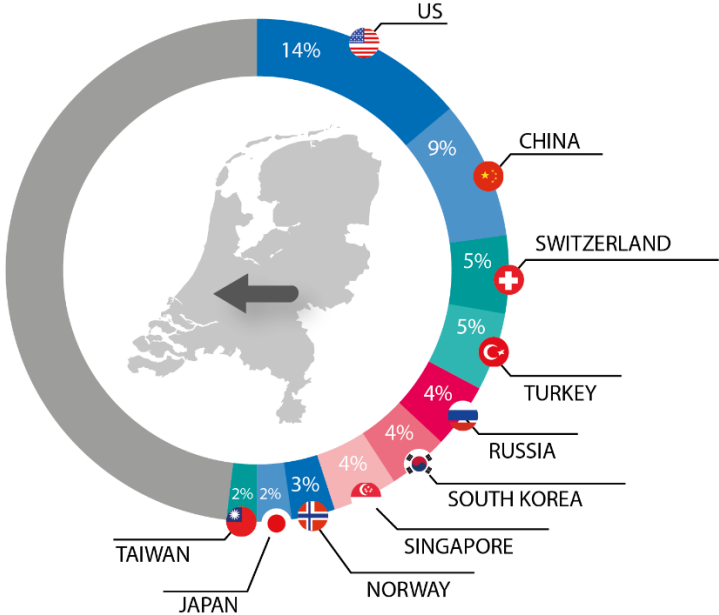 US
14%
CHINA
9%
SWITZERLAND
5%
5%
TURKEY
4%
RUSSIA
4%
SOUTH KOREA
4%
SINGAPORE
3%
NORWAY
2%
JAPAN
2%
TAIWAN